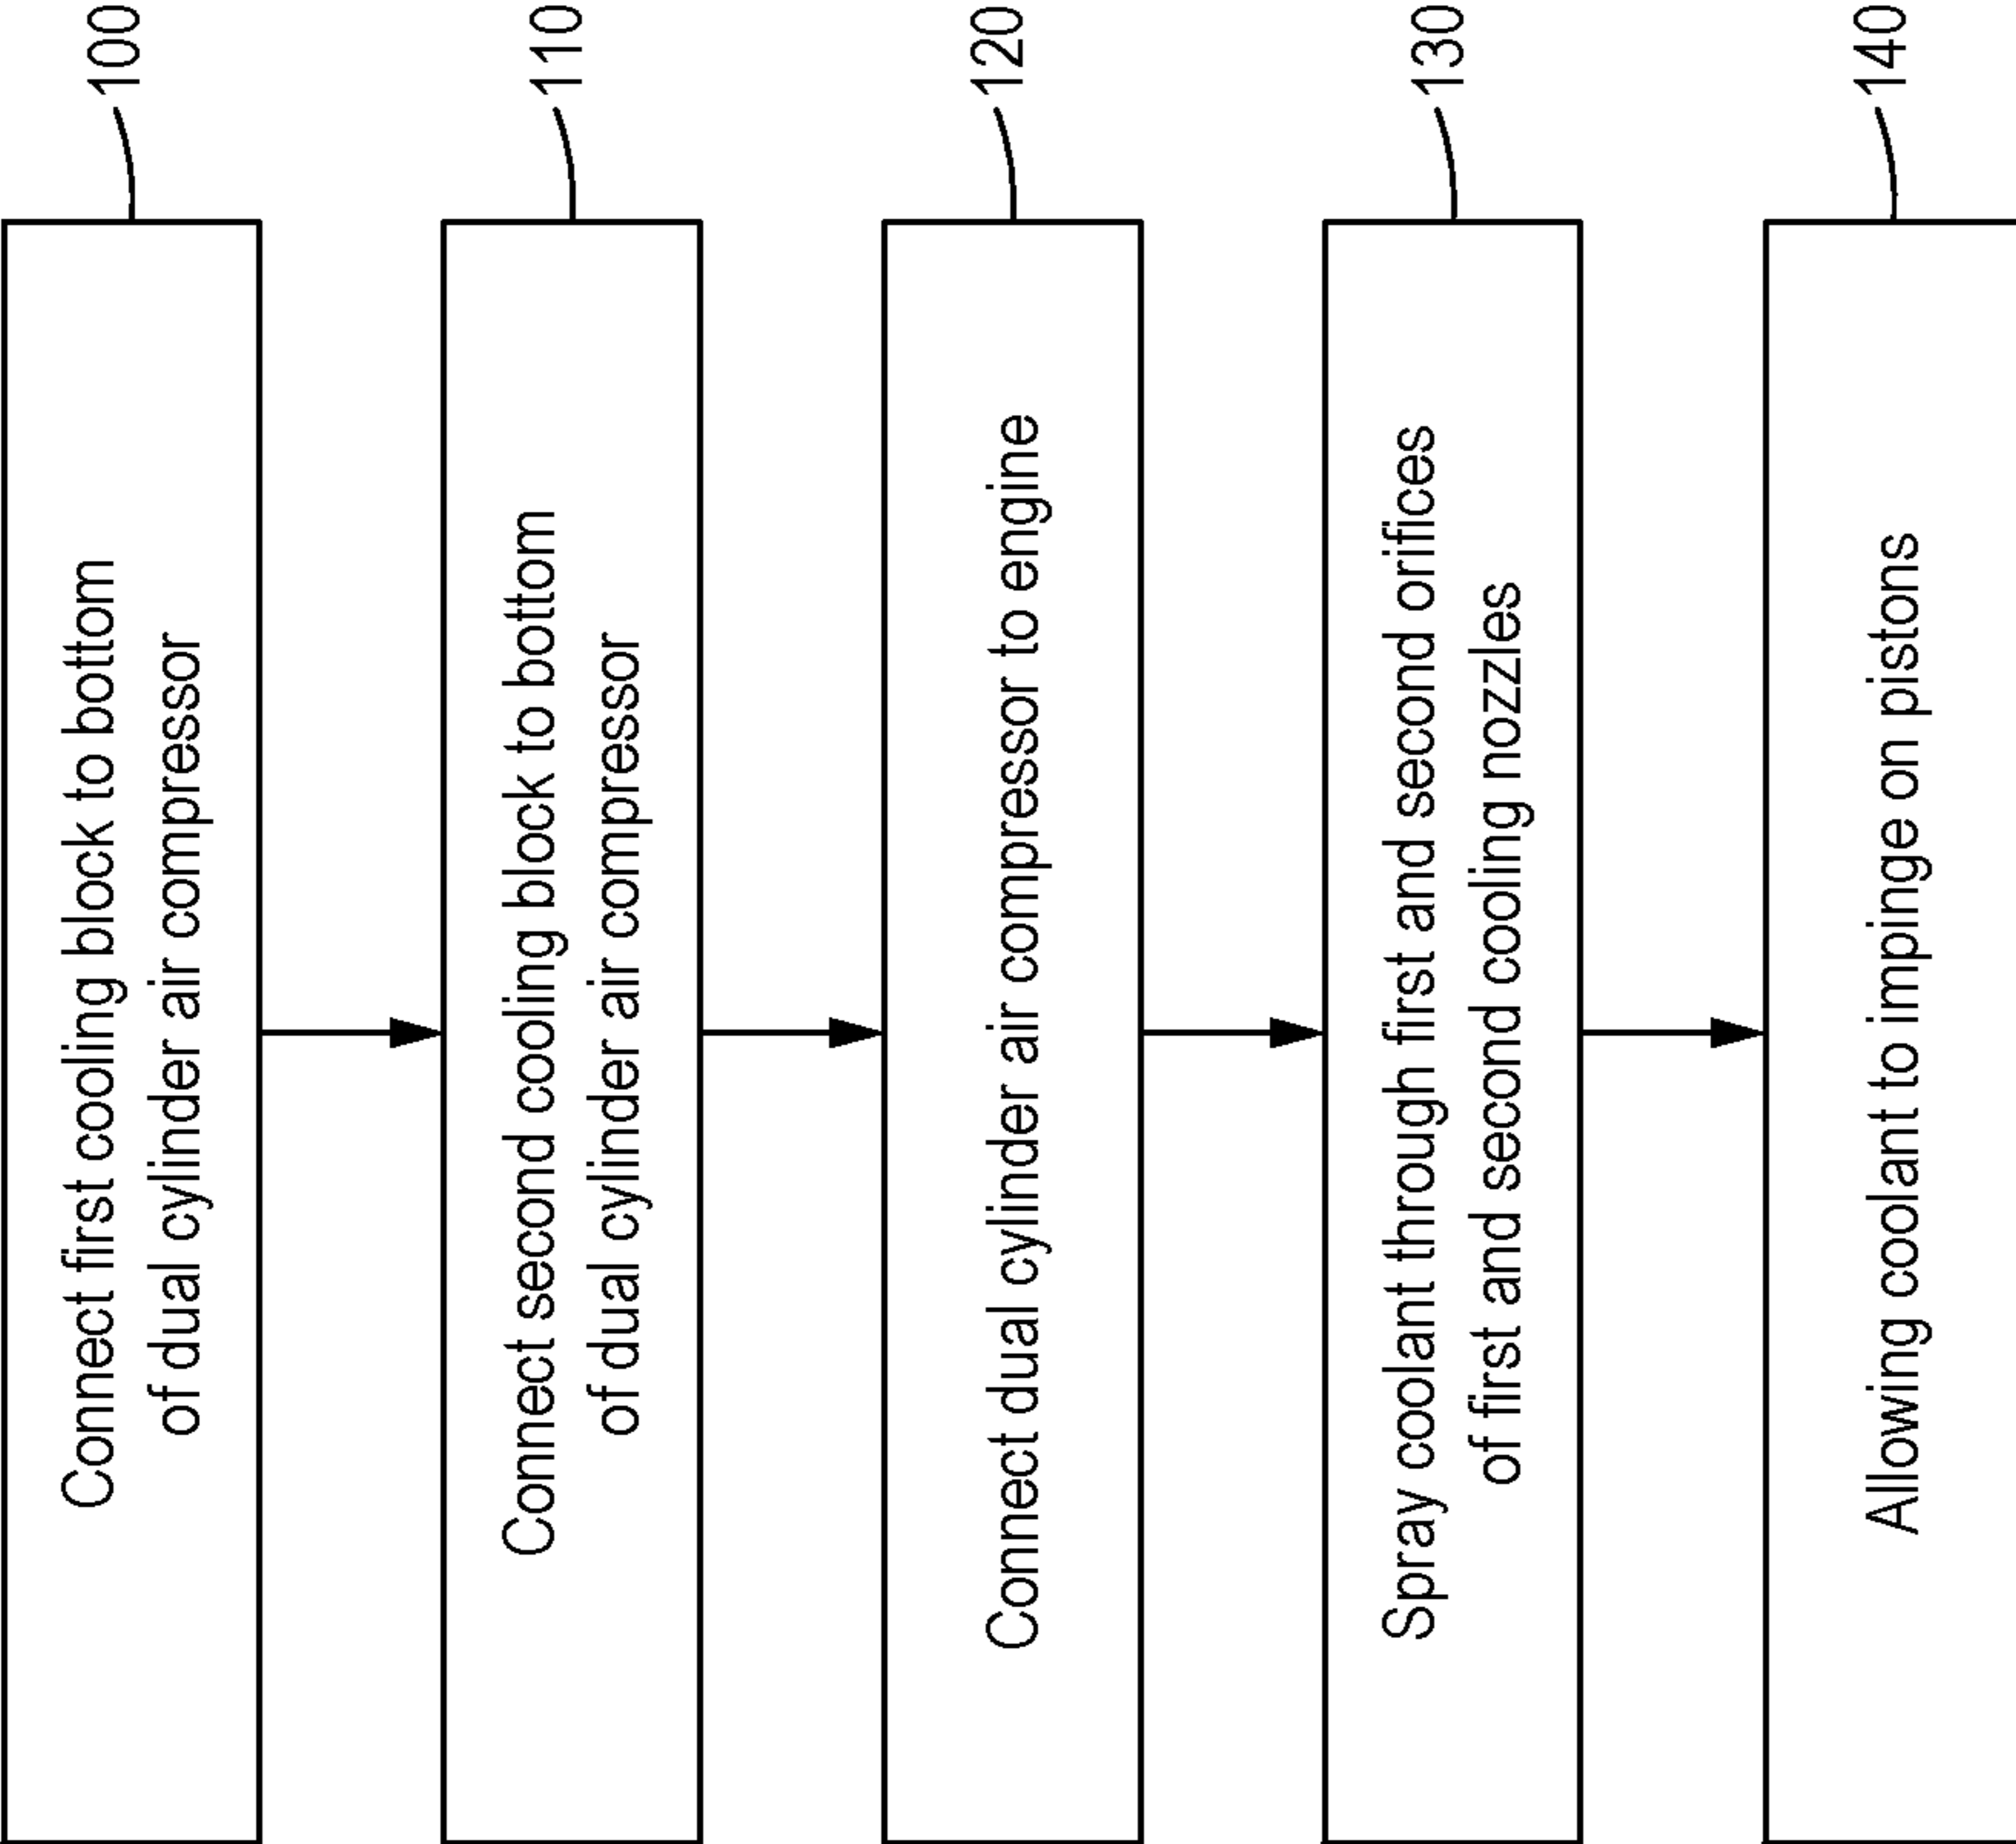 Connect first cooling block to bottom
of dual cylinder air compressor
100
Connect second cooling block to bottom
of dual cylinder air compressor
110
Connect dual cylinder air compressor to engine
120
Spray coolant through first and second orifices
of first and second cooling nozzles
130
Allowing coolant to impinge on pistons
140